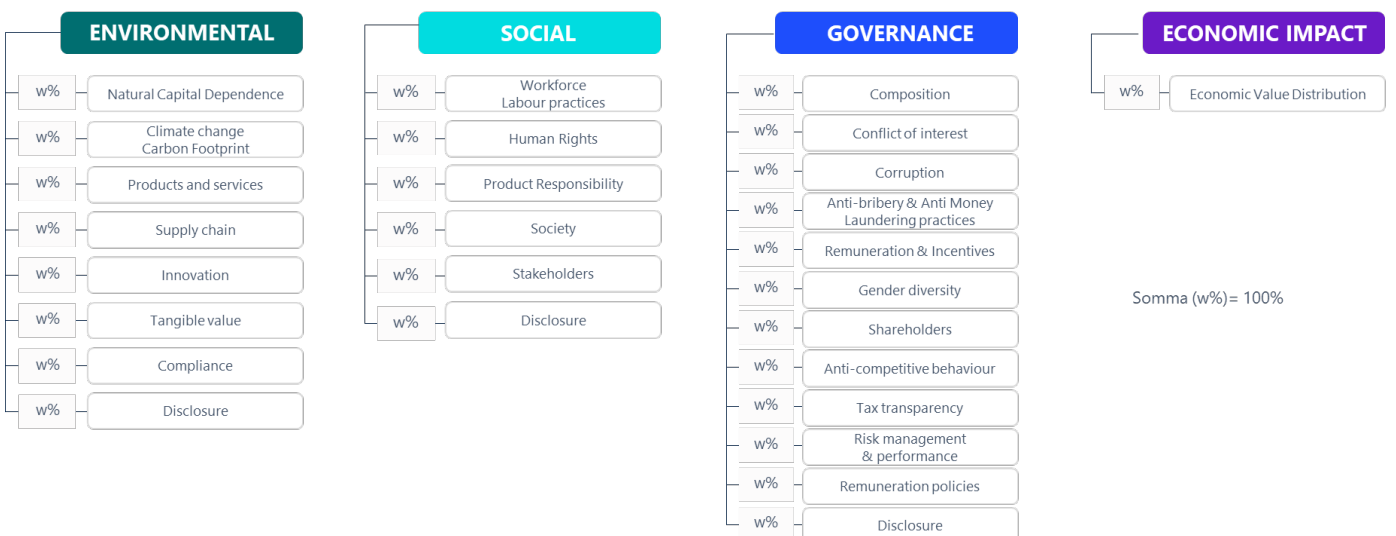 ENVIRONMENTAL
w%
Natural Capital Dependence
w%
Climate change
Carbon Footprint
w%
Products and services
w%
Supply chain
w%
Innovation
w%
Tangible value
w%
Compliance
w%
Disclosure
SOCIAL
w%
Workforce
Labour practices
w%
Human Rights
w%
Product Responsibility
w%
Society
w%
Stakeholders
w%
Disclosure
GOVERNANCE
w%
Composition
w%
Conflict of interest
w%
Corruption
w%
Anti-bribery & Anti Money
Laundering practices
w%
Remuneration & Incentives
w%
Gender diversity
w%
Shareholders
w%
Anti-competitive behaviour
w%
Tax transparency
w%
Risk management
& performance
w%
Remuneration policies
w%
Disclosure
ECONOMIC IMPACT
w%
Economic Value Distribution
Somma (w%)= 100%